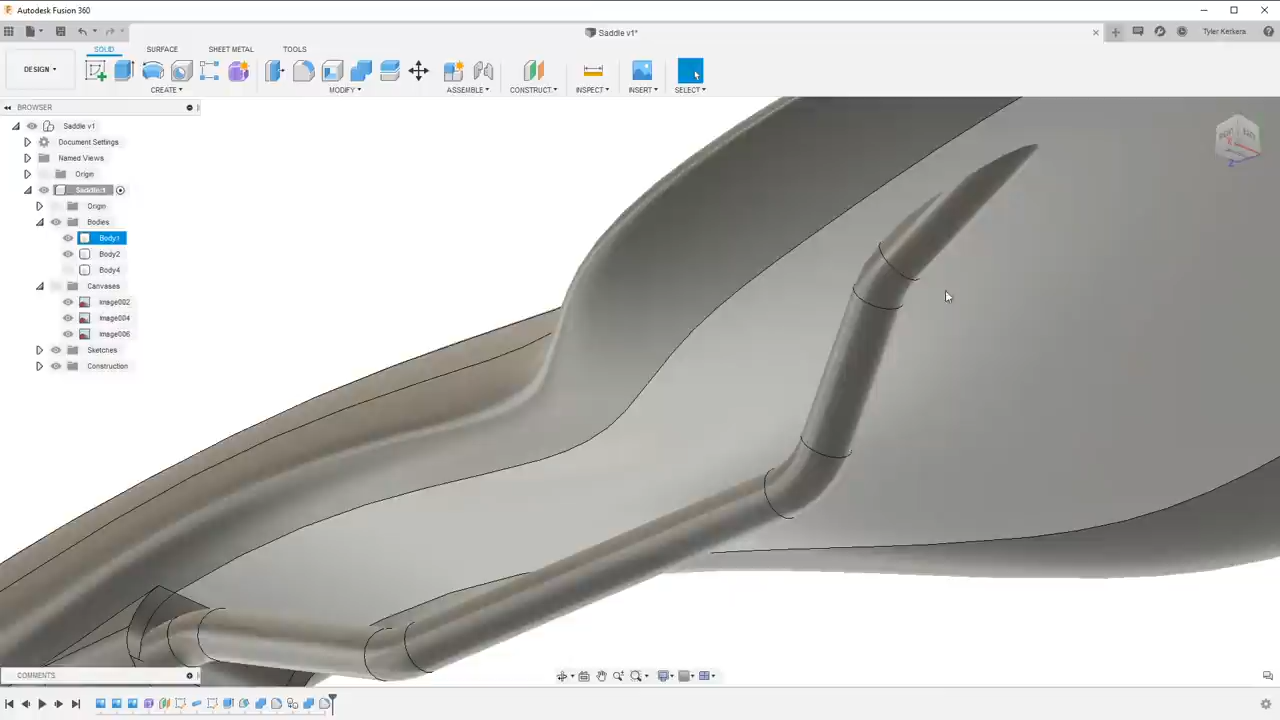 Autodesk Fusion 360
Saddle v1*
Tyler Kerkera
DESIGN
SOLID SURFACE SHEET METAL TOOLS
CREATE MODIFY ASSEMBLE CONSTRUCT INSPECT INSERT SELECT
BROWSER
Saddle v1
Document Settings
Named Views
Origin
Saddle:1
Origin
Bodies
Body1
Body2
Body4
Canvases
image002
image004
image006
Sketches
Construction
RIGHT
X
Z
COMMENTS